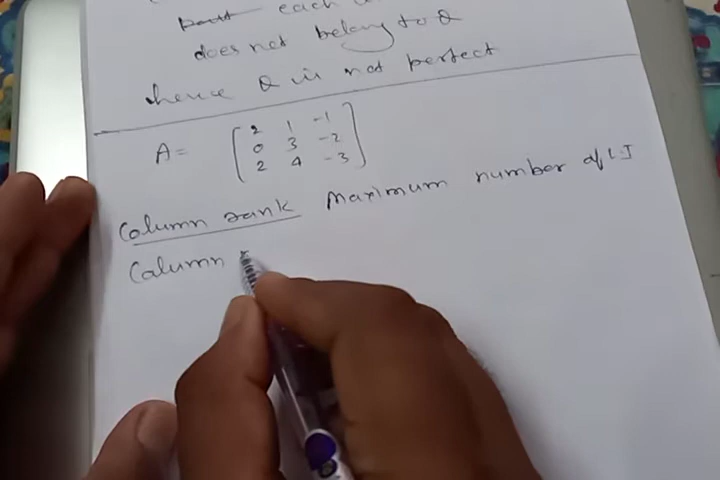 each
does not belong to Q
hence Q is not perfect
A = [ 2 1 -1
0 3 -2
2 4 -3 ]
Column rank Maximum number of LI
Column